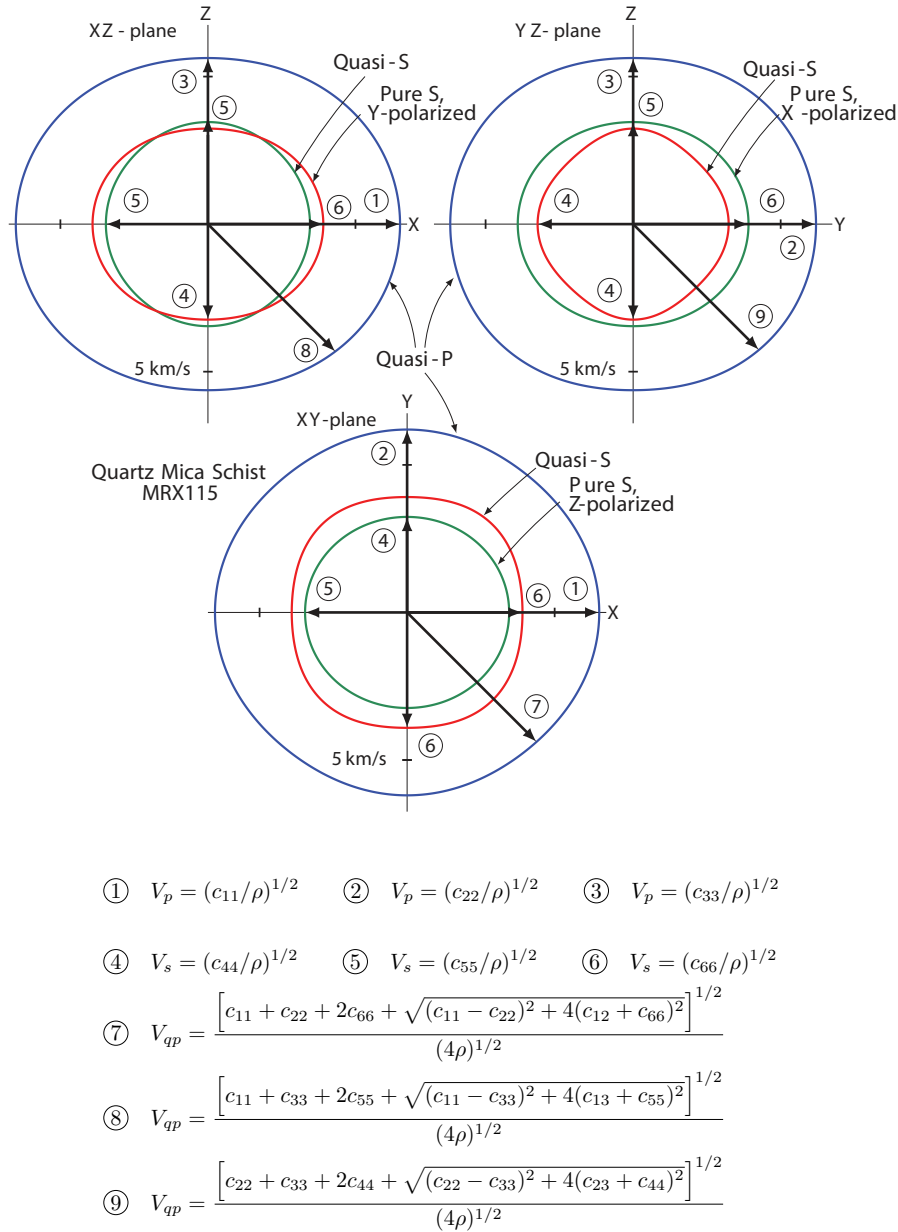 Z
XZ - plane
Quasi-S
Pure S,
Y-polarized
③
⑤
⑤
⑥
①
X
④
⑧
5 km/s
Z
YZ- plane
Quasi-S
Pure S,
X -polarized
③
⑤
④
⑥
Y
②
④
⑨
5 km/s
Quasi-P
Y
XY-plane
Quartz Mica Schist
MRX115
②
Quasi-S
Pure S,
Z-polarized
④
⑤
⑥
①
X
⑦
⑥
5 km/s
① V_p = (c_{11}/ρ)^{1/2} ② V_p = (c_{22}/ρ)^{1/2} ③ V_p = (c_{33}/ρ)^{1/2}
④ V_s = (c_{44}/ρ)^{1/2} ⑤ V_s = (c_{55}/ρ)^{1/2} ⑥ V_s = (c_{66}/ρ)^{1/2}
⑦ V_{qp} = \frac{[c_{11} + c_{22} + 2c_{66} + \sqrt{(c_{11} − c_{22})^2 + 4(c_{12} + c_{66})^2}]^{1/2}}{(4ρ)^{1/2}}
⑧ V_{qp} = \frac{[c_{11} + c_{33} + 2c_{55} + \sqrt{(c_{11} − c_{33})^2 + 4(c_{13} + c_{55})^2}]^{1/2}}{(4ρ)^{1/2}}
⑨ V_{qp} = \frac{[c_{22} + c_{33} + 2c_{44} + \sqrt{(c_{22} − c_{33})^2 + 4(c_{23} + c_{44})^2}]^{1/2}}{(4ρ)^{1/2}}